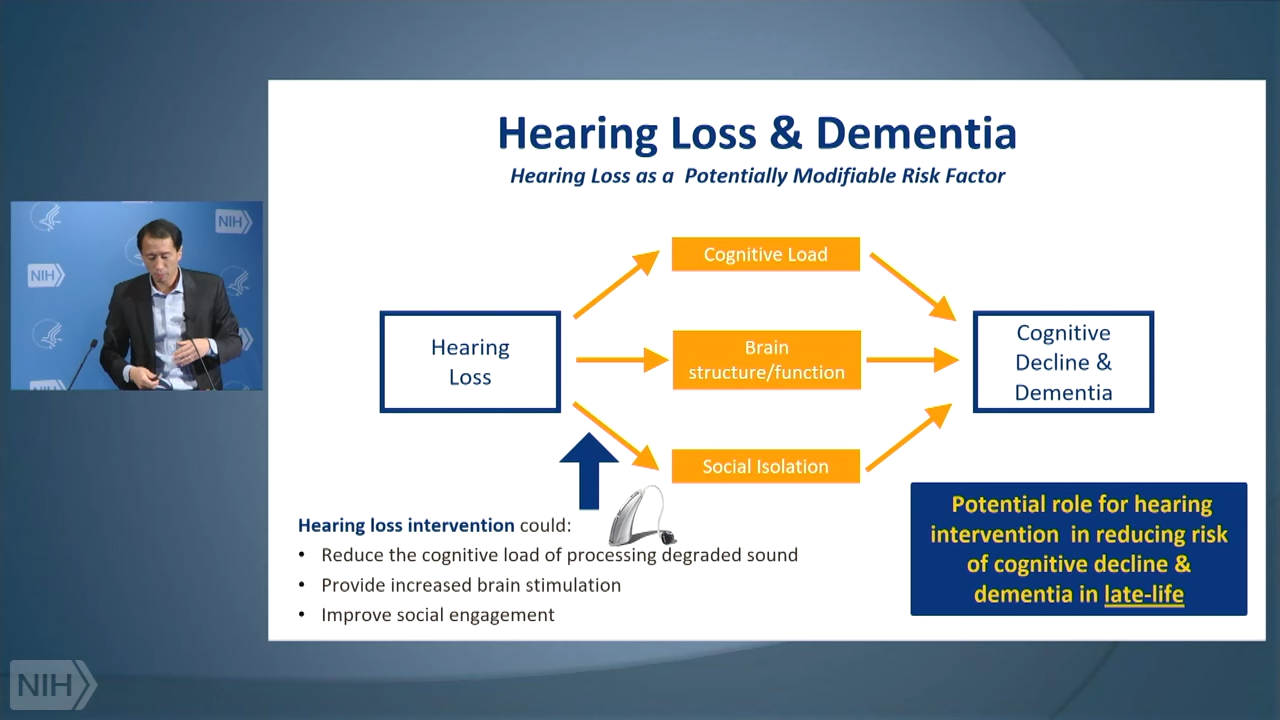 Hearing Loss & Dementia
Hearing Loss as a Potentially Modifiable Risk Factor
NIH
NIH
NIH
Cognitive Load
Hearing
Loss
Brain
structure/function
Cognitive
Decline &
Dementia
Social Isolation
Hearing loss intervention could:
• Reduce the cognitive load of processing degraded sound
• Provide increased brain stimulation
• Improve social engagement
Potential role for hearing
intervention in reducing risk
of cognitive decline &
dementia in late-life
NIH